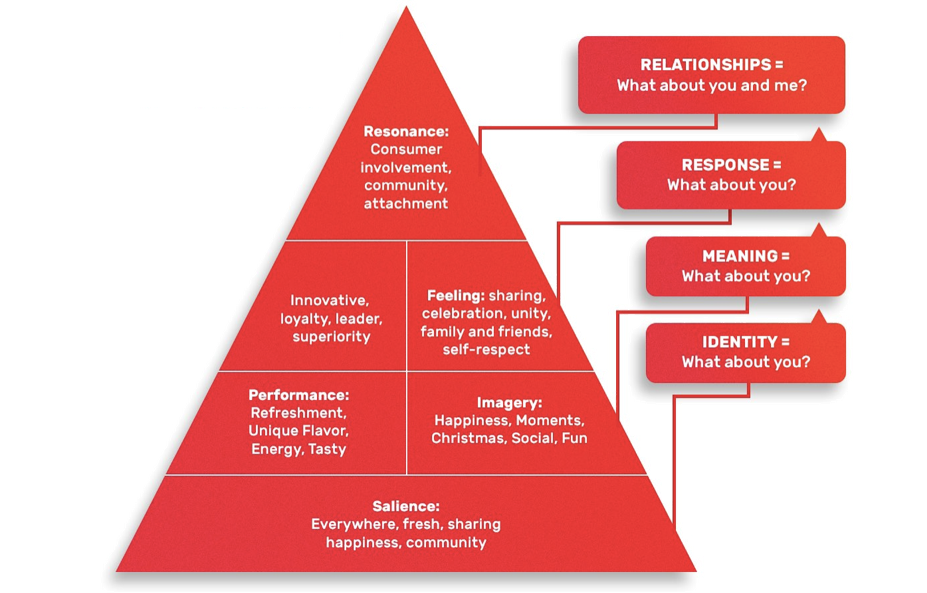 RELATIONSHIPS =
What about you and me?
Resonance:
Consumer
involvement,
community,
attachment
RESPONSE =
What about you?
Innovative,
loyalty, leader,
superiority
Feeling: sharing,
celebration, unity,
family and friends,
self-respect
MEANING =
What about you?
Performance:
Refreshment,
Unique Flavor,
Energy, Tasty
Imagery:
Happiness, Moments,
Christmas, Social, Fun
IDENTITY =
What about you?
Salience:
Everywhere, fresh, sharing
happiness, community